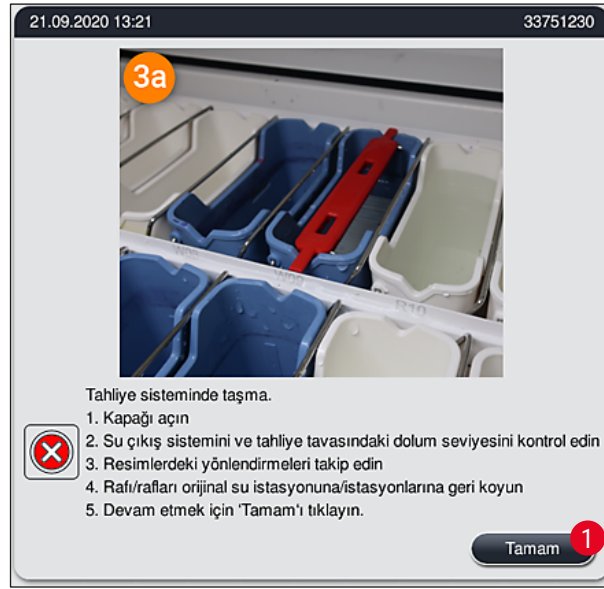 21.09.2020 13:21
33751230
3a
R10
Tahliye sisteminde taşma.
1. Kapağı açın
2. Su çıkış sistemini ve tahliye tavasındaki dolum seviyesini kontrol edin
3. Resimlerdeki yönlendirmeleri takip edin
4. Rafı/rafları orijinal su istasyonuna/istasyonlarına geri koyun
5. Devam etmek için 'Tamam'ı tıklayın.
Tamam
1